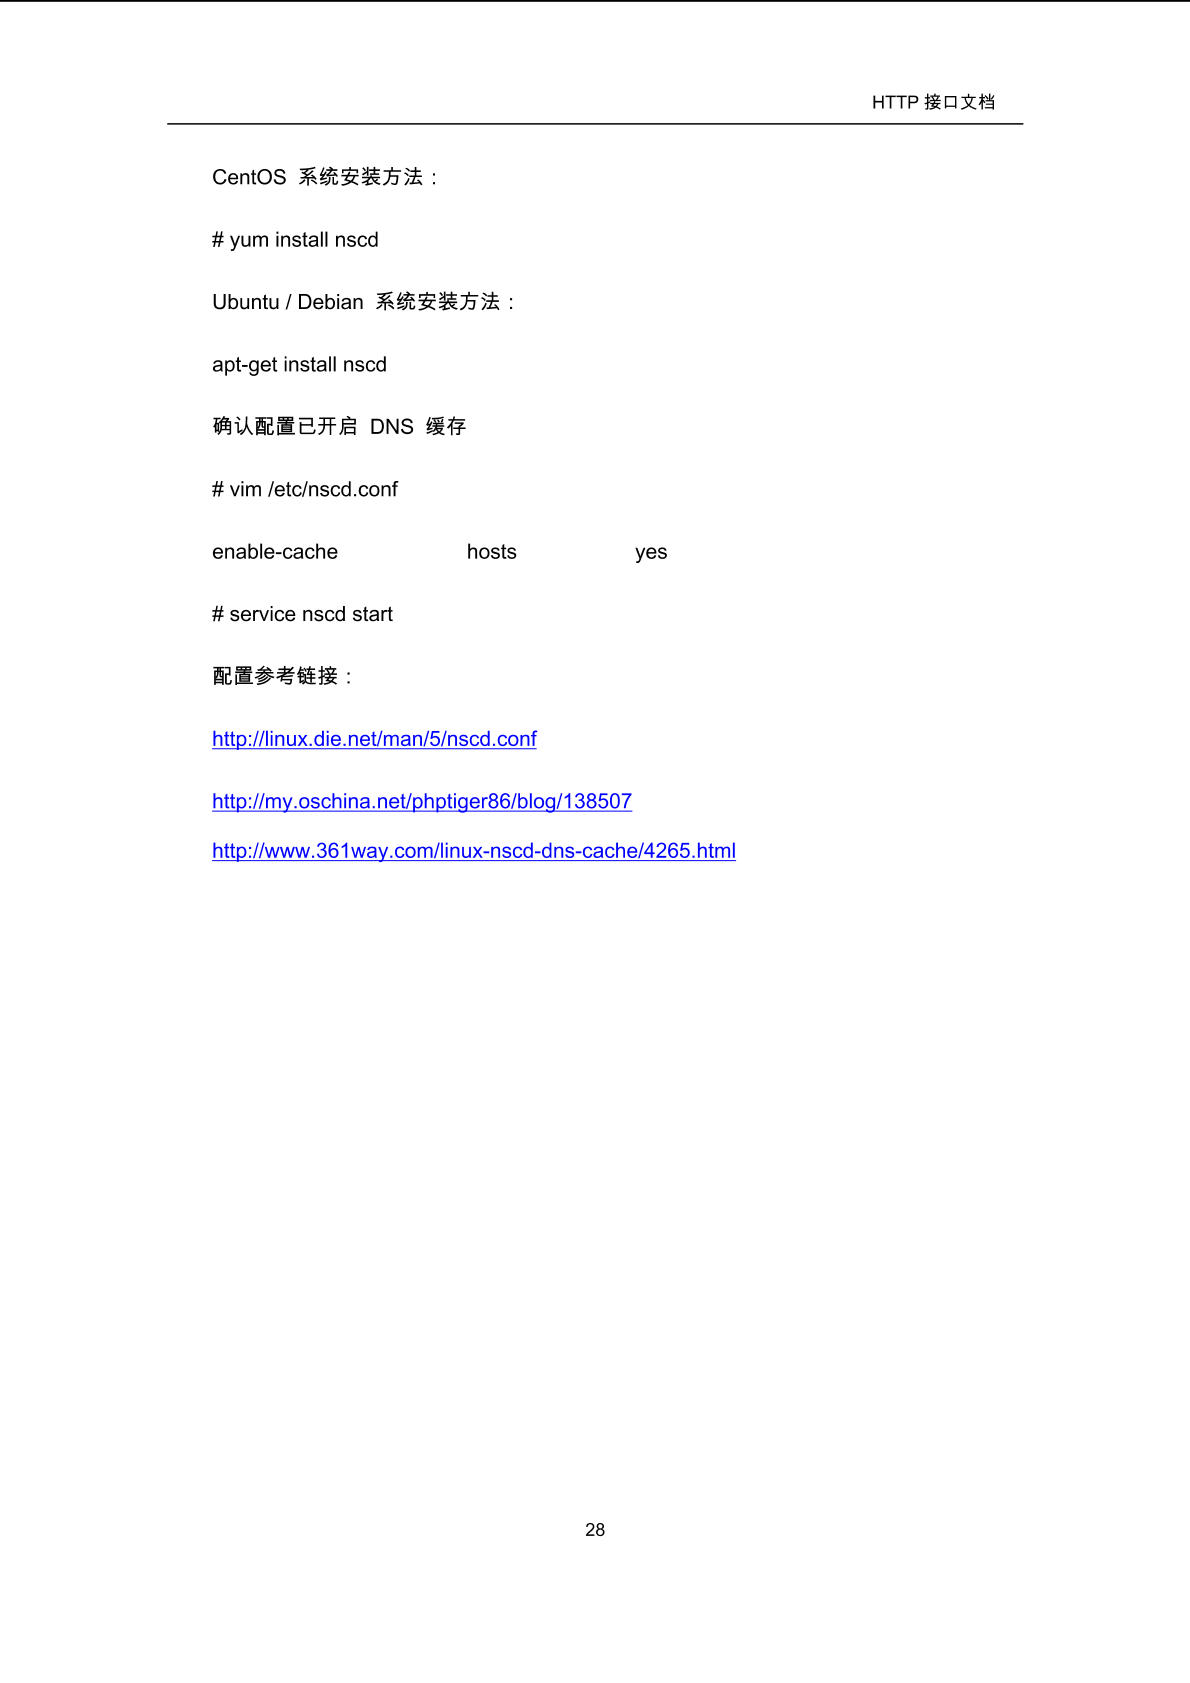 HTTP 接口文档
CentOS 系统安装方法：
# yum install nscd
Ubuntu / Debian 系统安装方法：
apt-get install nscd
确认配置已开启 DNS 缓存
# vim /etc/nscd.conf
enable-cache hosts yes
# service nscd start
配置参考链接：
http://linux.die.net/man/5/nscd.conf
http://my.oschina.net/phptiger86/blog/138507
http://www.361way.com/linux-nscd-dns-cache/4265.html
28